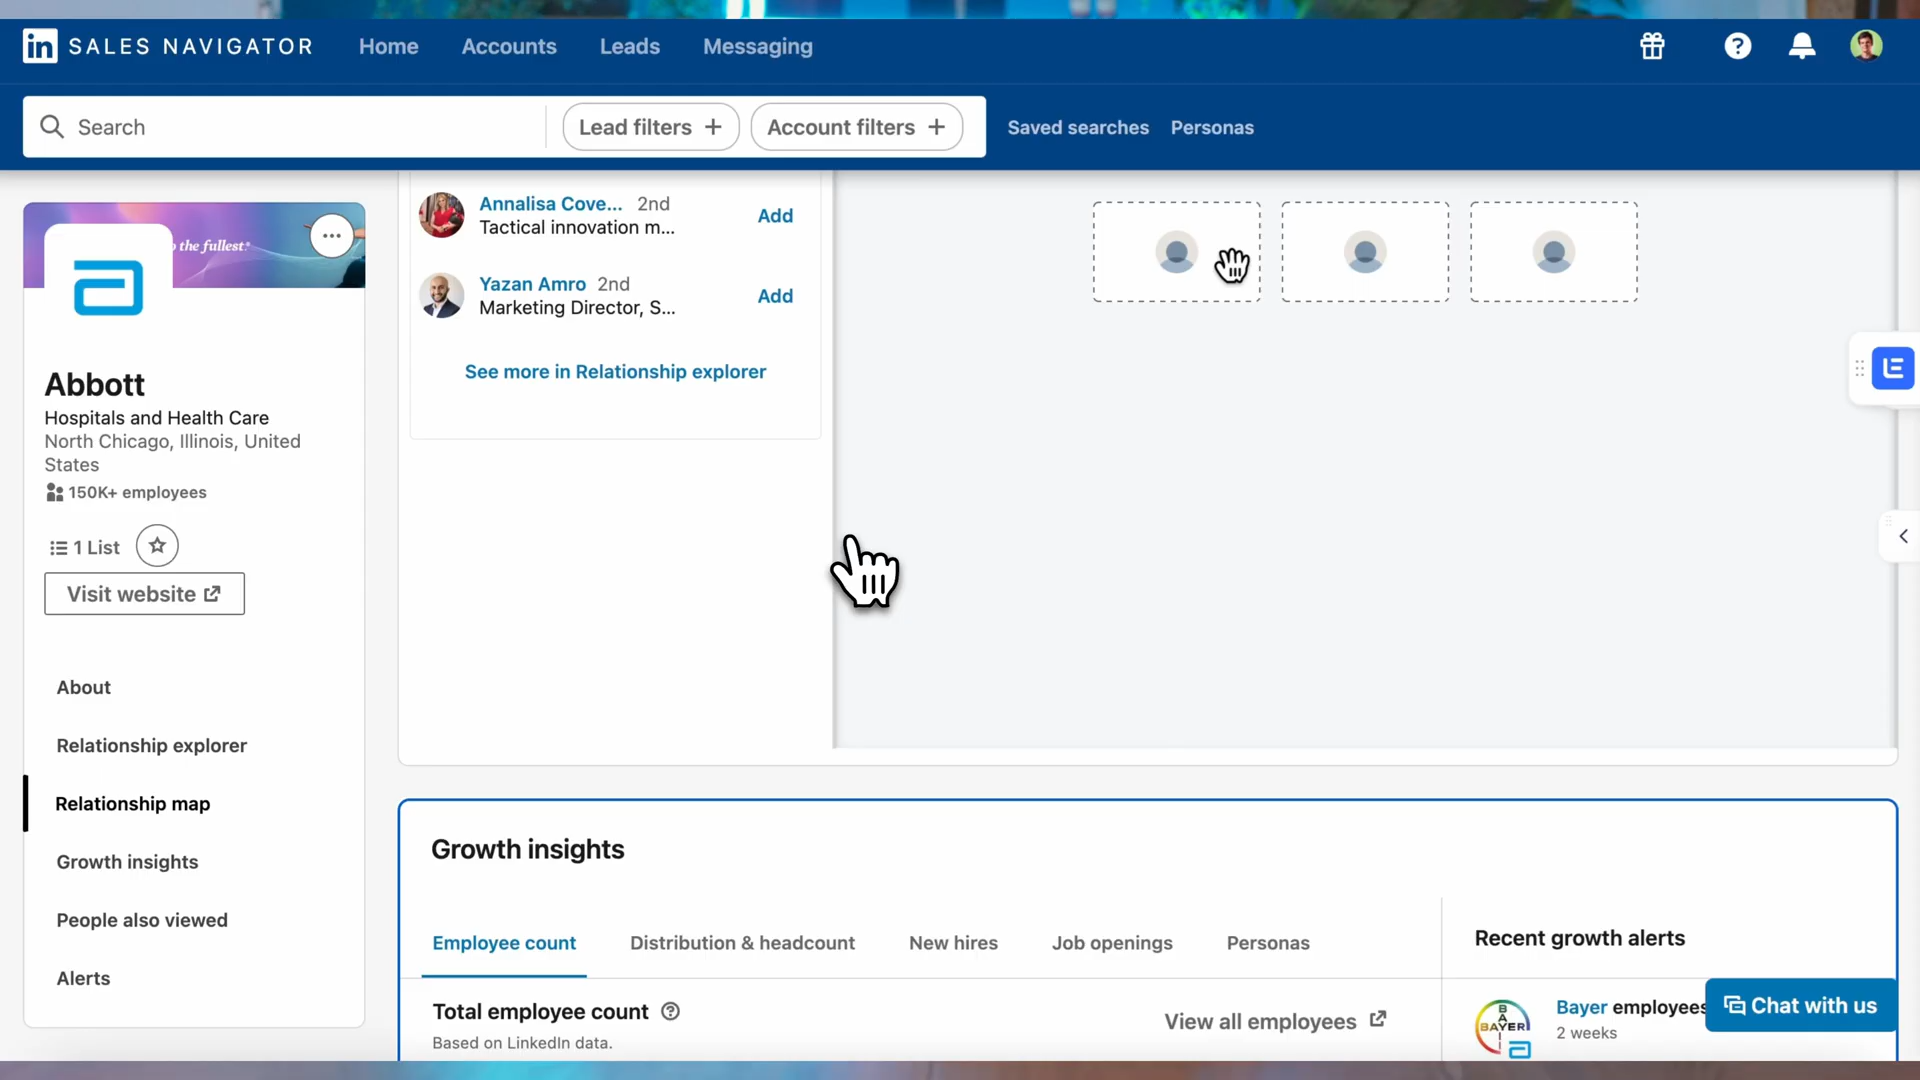 in SALES NAVIGATOR Home Accounts Leads Messaging
Search Lead filters + Account filters + Saved searches Personas
the fullest.
Abbott
Hospitals and Health Care
North Chicago, Illinois, United
States
150K+ employees
1 List
Visit website
About
Relationship explorer
Relationship map
Growth insights
People also viewed
Alerts
Annalisa Cove... 2nd
Tactical innovation m...
Add
Yazan Amro 2nd
Marketing Director, S...
Add
See more in Relationship explorer
Growth insights
Employee count Distribution & headcount New hires Job openings Personas
Total employee count
Based on LinkedIn data.
View all employees
Recent growth alerts
BAYER
Bayer employees
2 weeks
Chat with us